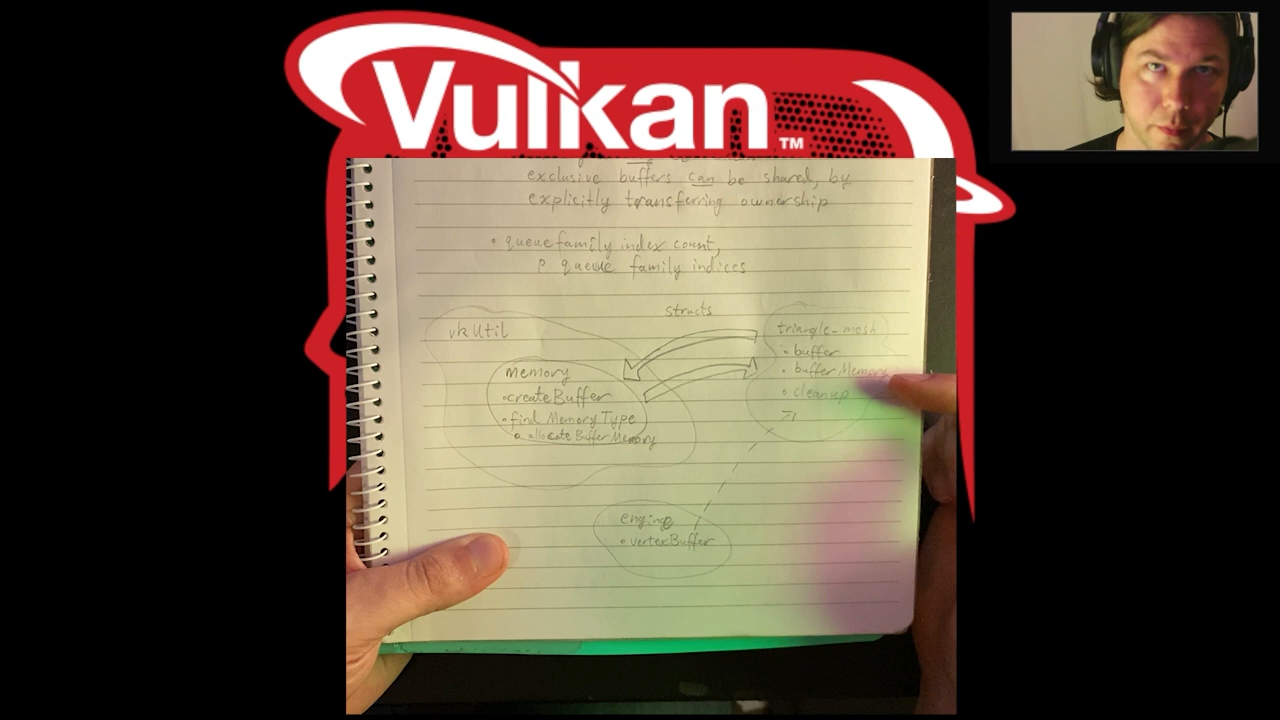 Vulkan™
exclusive buffers can be shared, by
explicitly transferring ownership
• queue family index count,
p queue family indices
structs
vkUtil
memory
• createBuffer
• find Memory Type
• allocate Buffer Memory
triangle-mesh
• buffer
• buffer Memory
• cleanup
engine
• vertexBuffer